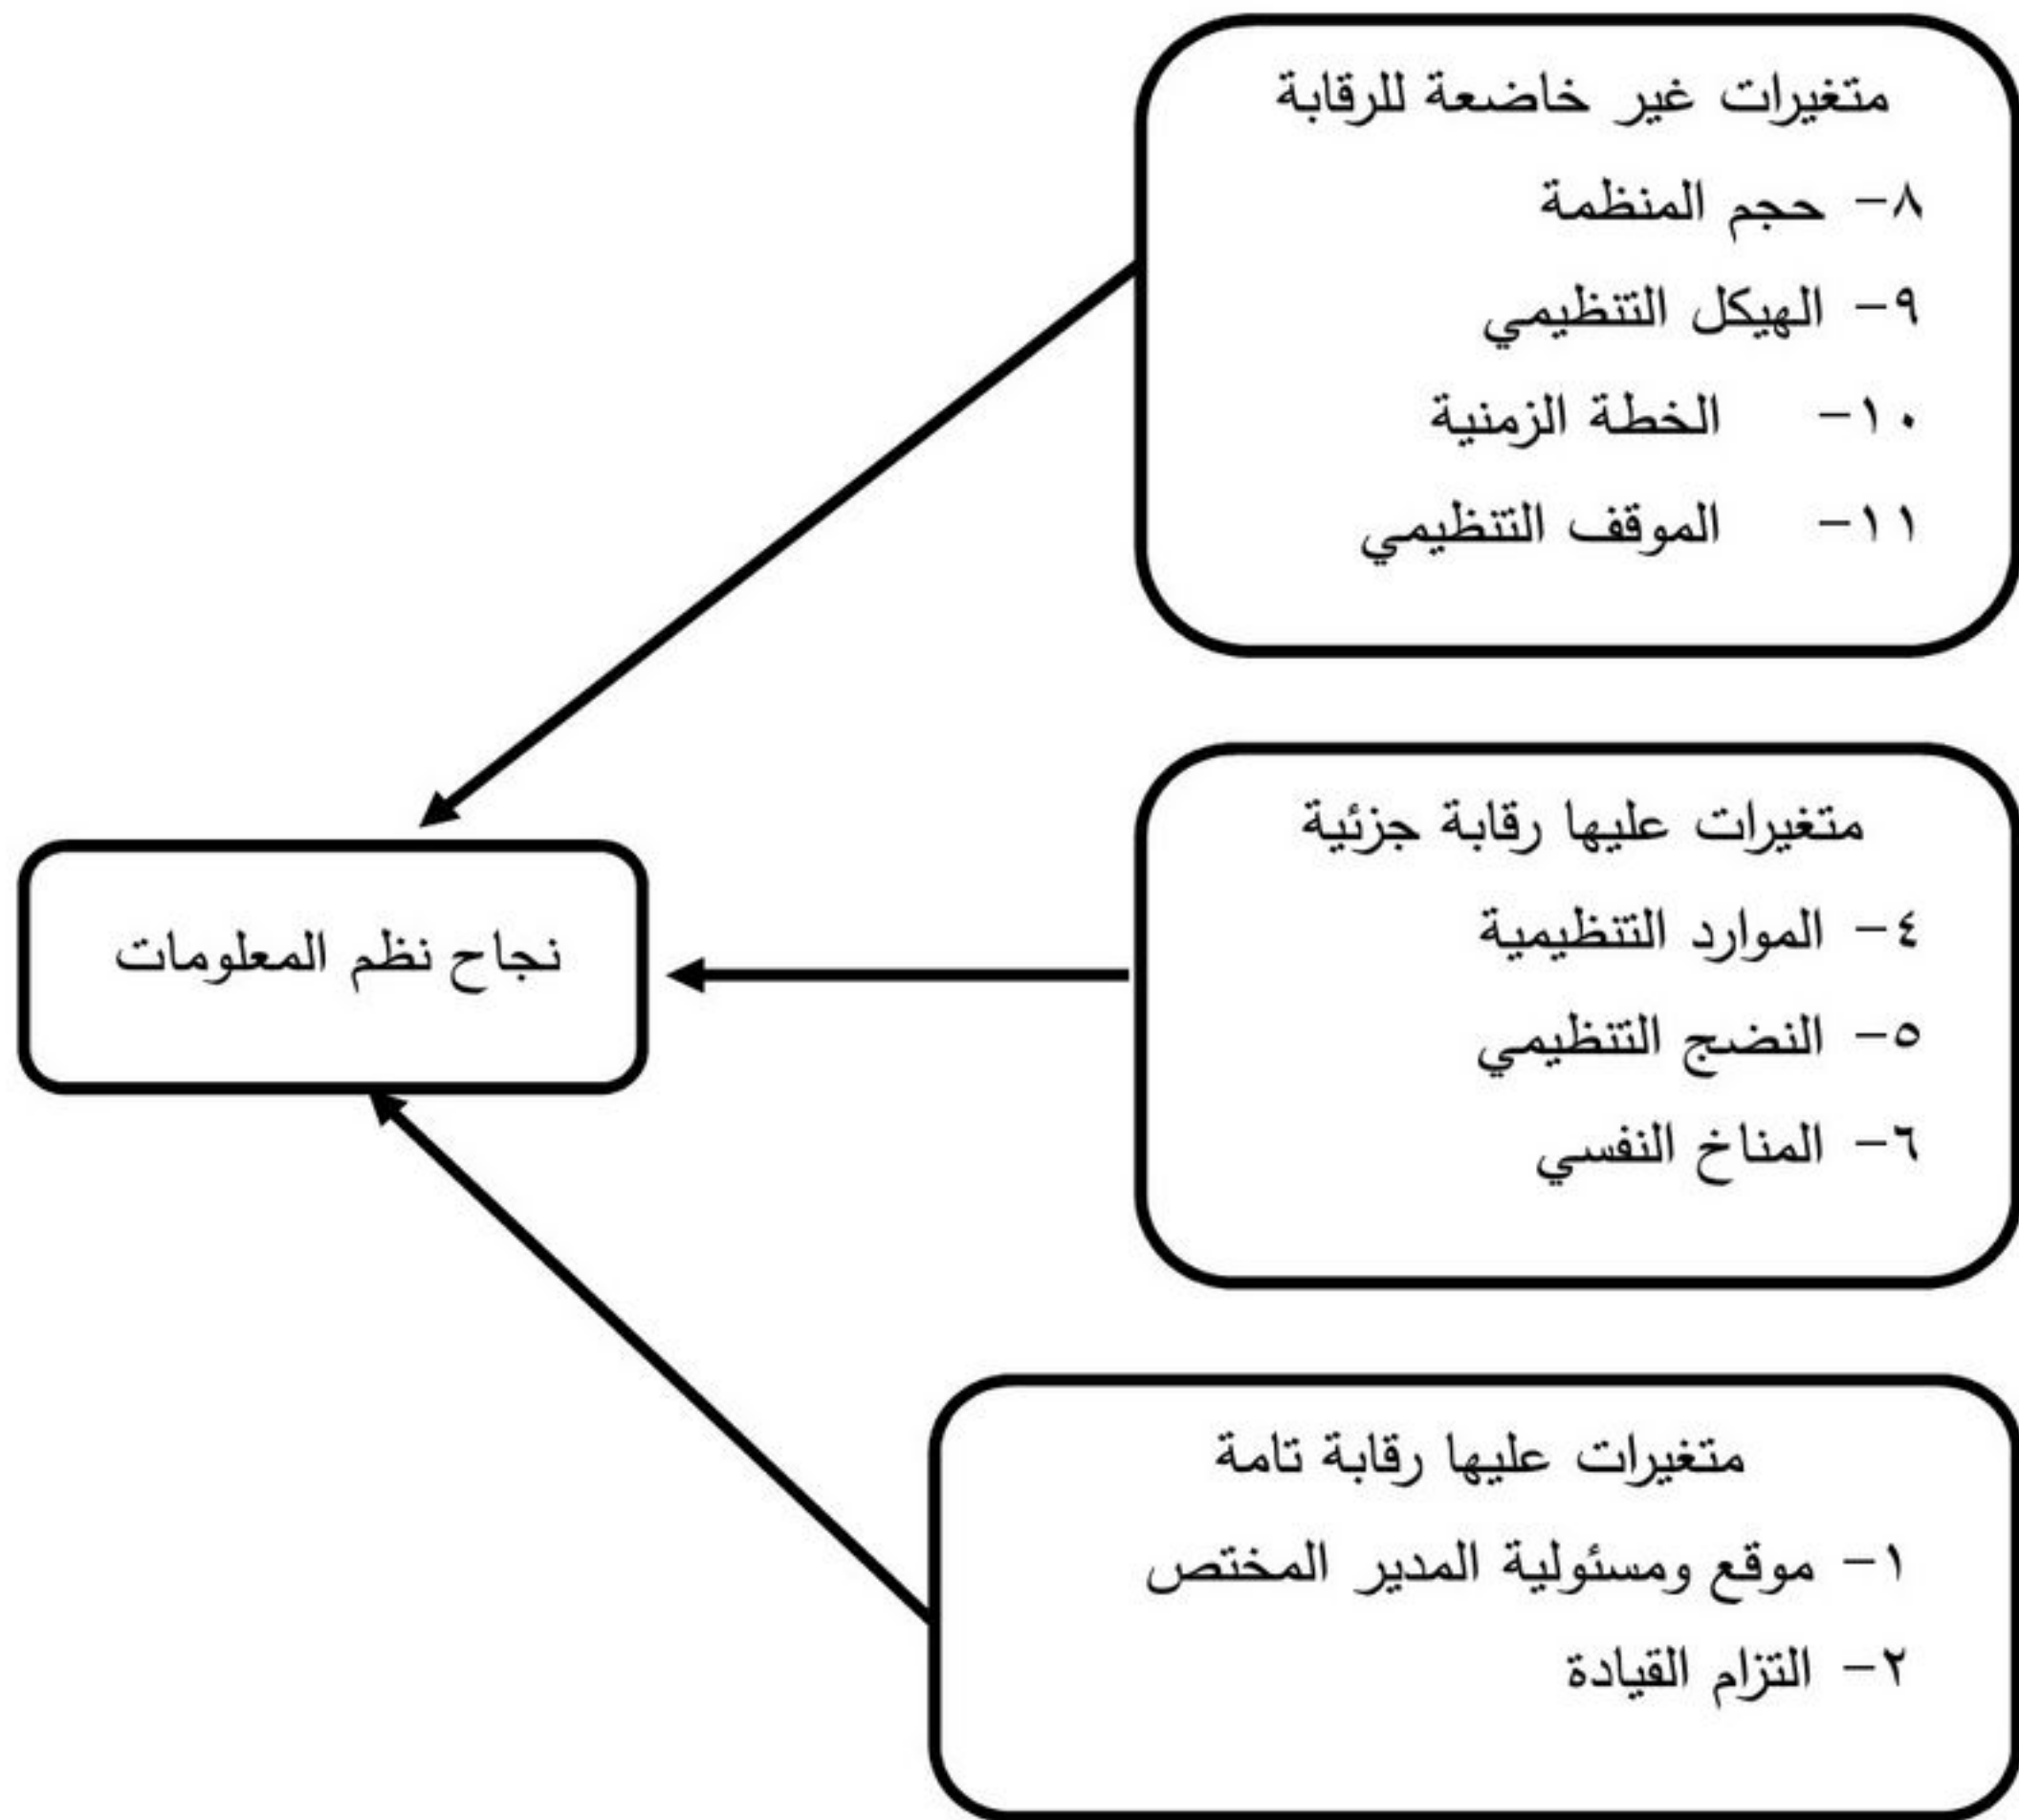 متغيرات غير خاضعة للرقابة
٨- حجم المنظمة
٩- الهيكل التنظيمي
١٠- الخطة الزمنية
١١- الموقف التنظيمي
متغيرات عليها رقابة جزئية
٤- الموارد التنظيمية
٥- النضج التنظيمي
٦- المناخ النفسي
نجاح نظم المعلومات
متغيرات عليها رقابة تامة
١- موقع ومسئولية المدير المختص
٢- التزام القيادة